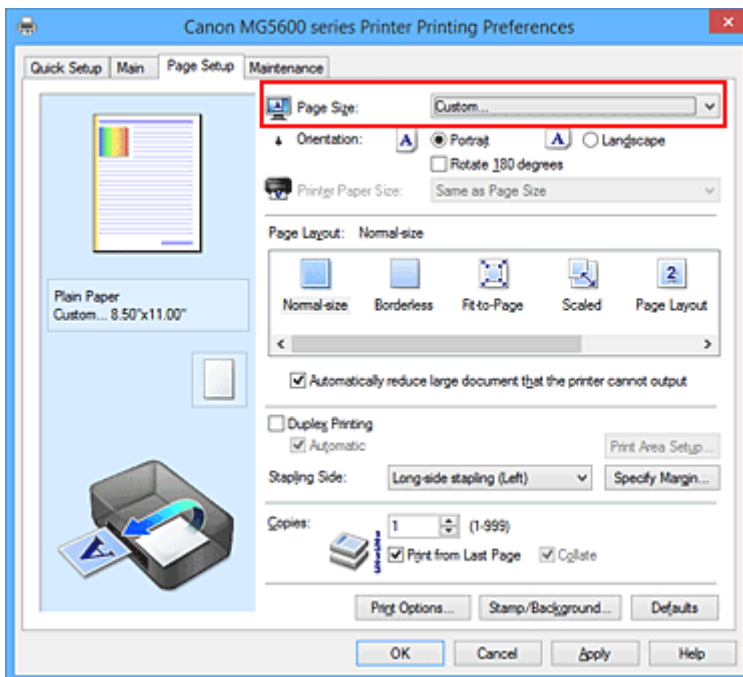 Canon MG5600 series Printer Printing Preferences
Quick Setup Main Page Setup Maintenance
Page Size: Custom...
Orientation: A Portrait A Landscape
Rotate 180 degrees
Printer Paper Size: Same as Page Size
Page Layout: Normal-size
2
Normal-size Borderless Fit-to-Page Scaled Page Layout
Plain Paper
Custom... 8.50"x11.00"
Automatically reduce large document that the printer cannot output
Duplex Printing
Automatic Print Area Setup...
Stapling Side: Long-side stapling (Left) Specify Margin...
Copies: 1 (1-999)
Print from Last Page Collate
A
Print Options... Stamp/Background... Defaults
OK Cancel Apply Help